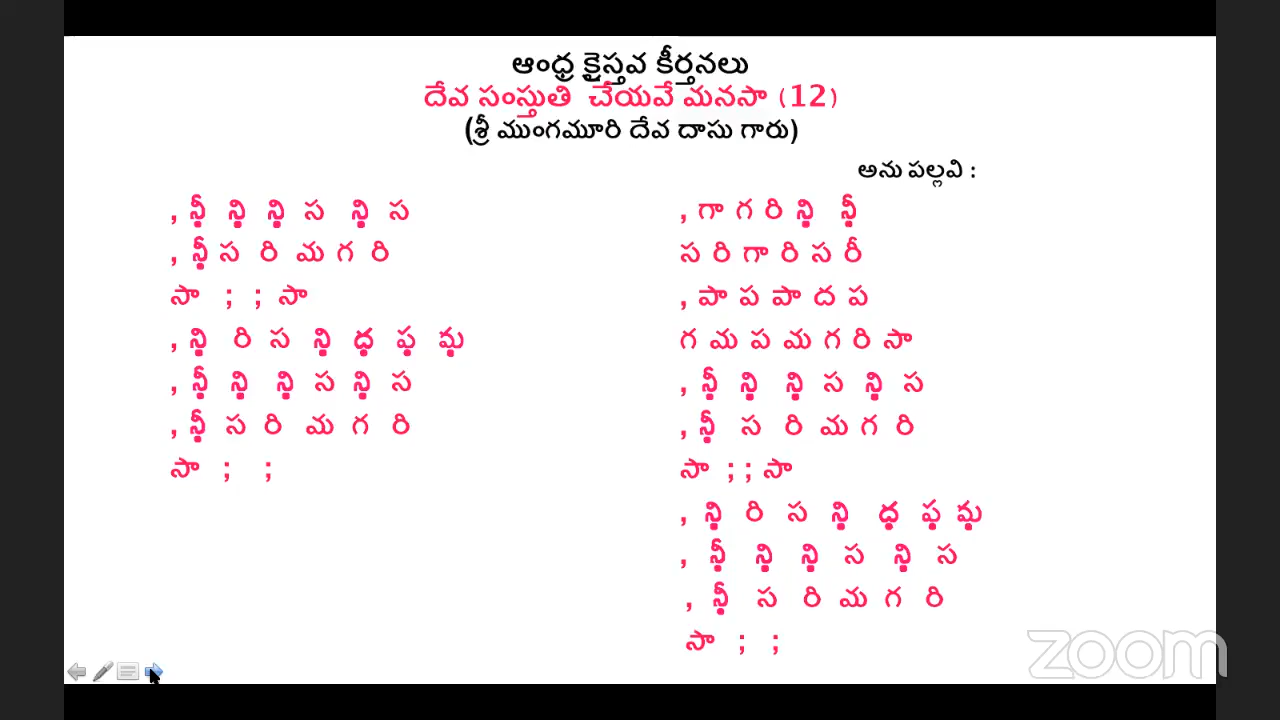 ఆంధ్ర క్రైస్తవ కీర్తనలు
దేవ సంస్తుతి చేయవే మనసా (12)
(శ్రీ ముంగమూరి దేవ దాసు గారు)
, నీ̣ ని̣ ని̣ స ని̣ స
, నీ̣ స రి మ గ రి
సా ; ; సా
, ని̣ రి స ని̣ ధ̣ ప̣ మ̣
, నీ̣ ని̣ ని̣ స ని̣ స
, నీ̣ స రి మ గ రి
సా ; ;
అను పల్లవి :
, గా గ రి ని̣ నీ̣
స రి గా రి స రీ
, పా ప పా ద ప
గ మ ప మ గ రి సా
, నీ̣ ని̣ ని̣ స ని̣ స
, నీ̣ స రి మ గ రి
సా ; ; సా
, ని̣ రి స ని̣ ధ̣ ప̣ మ̣
, నీ̣ ని̣ ని̣ స ని̣ స
, నీ̣ స రి మ గ రి
సా ; ;
zoom